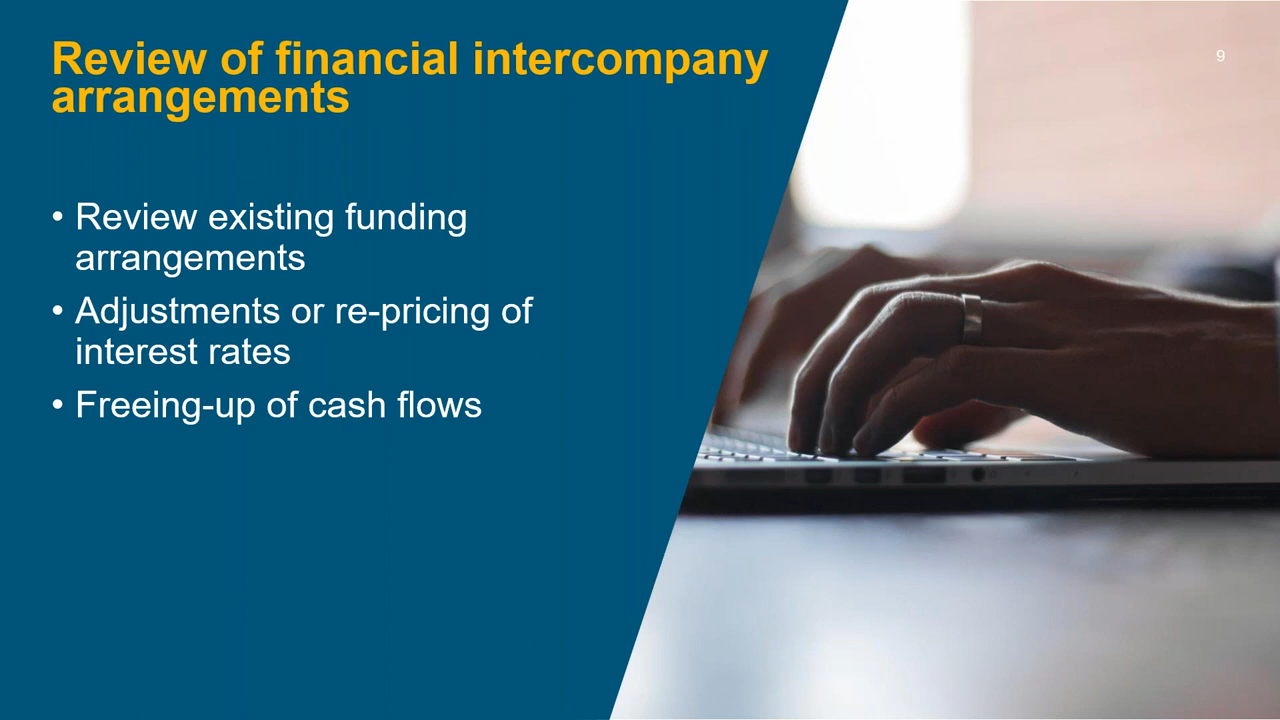 Review of financial intercompany
arrangements
9
• Review existing funding
arrangements
• Adjustments or re-pricing of
interest rates
• Freeing-up of cash flows